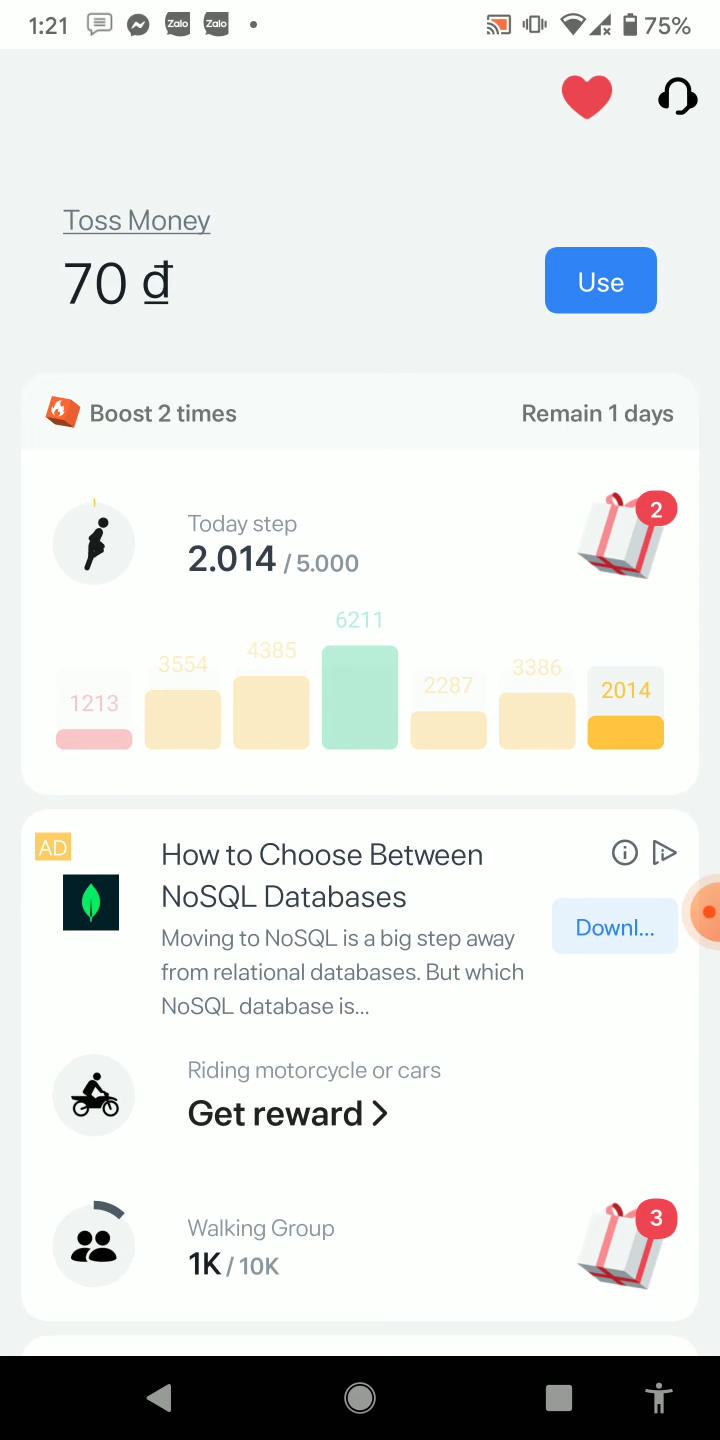 1:21
Zalo
Zalo
75%
Toss Money
70 ₫
Use
Boost 2 times
Remain 1 days
Today step
2.014 / 5.000
2
1213
3554
4385
6211
2287
3386
2014
AD
How to Choose Between
NoSQL Databases
Moving to NoSQL is a big step away
from relational databases. But which
NoSQL database is...
Downl...
Riding motorcycle or cars
Get reward
Walking Group
1K / 10K
3